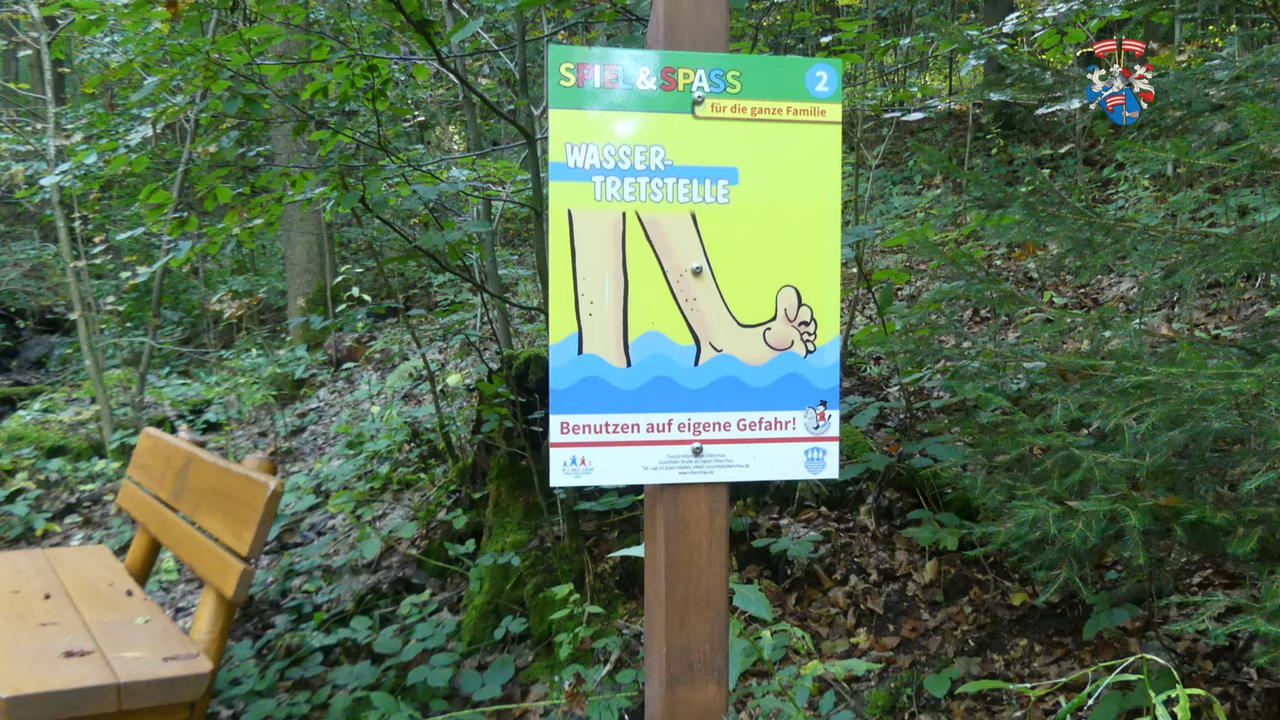 SPIEL & SPASS
2
für die ganze Familie
WASSER-
TRETSTELLE
Benutzen auf eigene Gefahr!